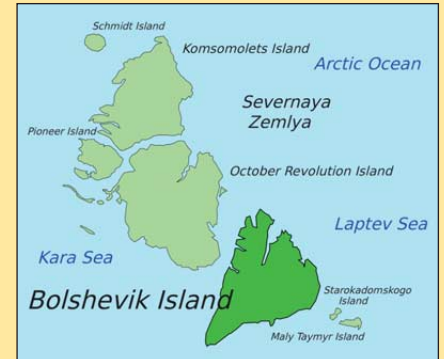 Schmidt Island
Komsomolets Island
Arctic Ocean
Severnaya
Zemlya
Pioneer Island
October Revolution Island
Laptev Sea
Kara Sea
Bolshevik Island
Starokadomskogo
Island
Maly Taymyr Island